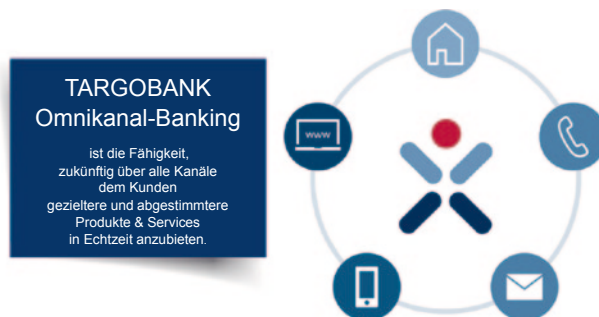 TARGOBANK
Omnikanal-Banking
ist die Fähigkeit,
zukünftig über alle Kanäle
dem Kunden
gezieltere und abgestimmtere
Produkte & Services
in Echtzeit anzubieten.
www